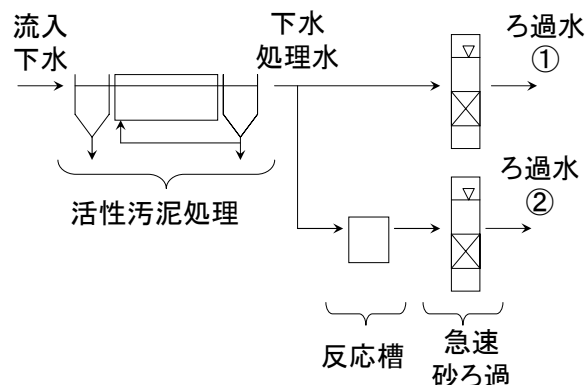 流入
下水
下水
処理水
ろ過水
①
活性汚泥処理
ろ過水
②
反応槽
急速
砂ろ過